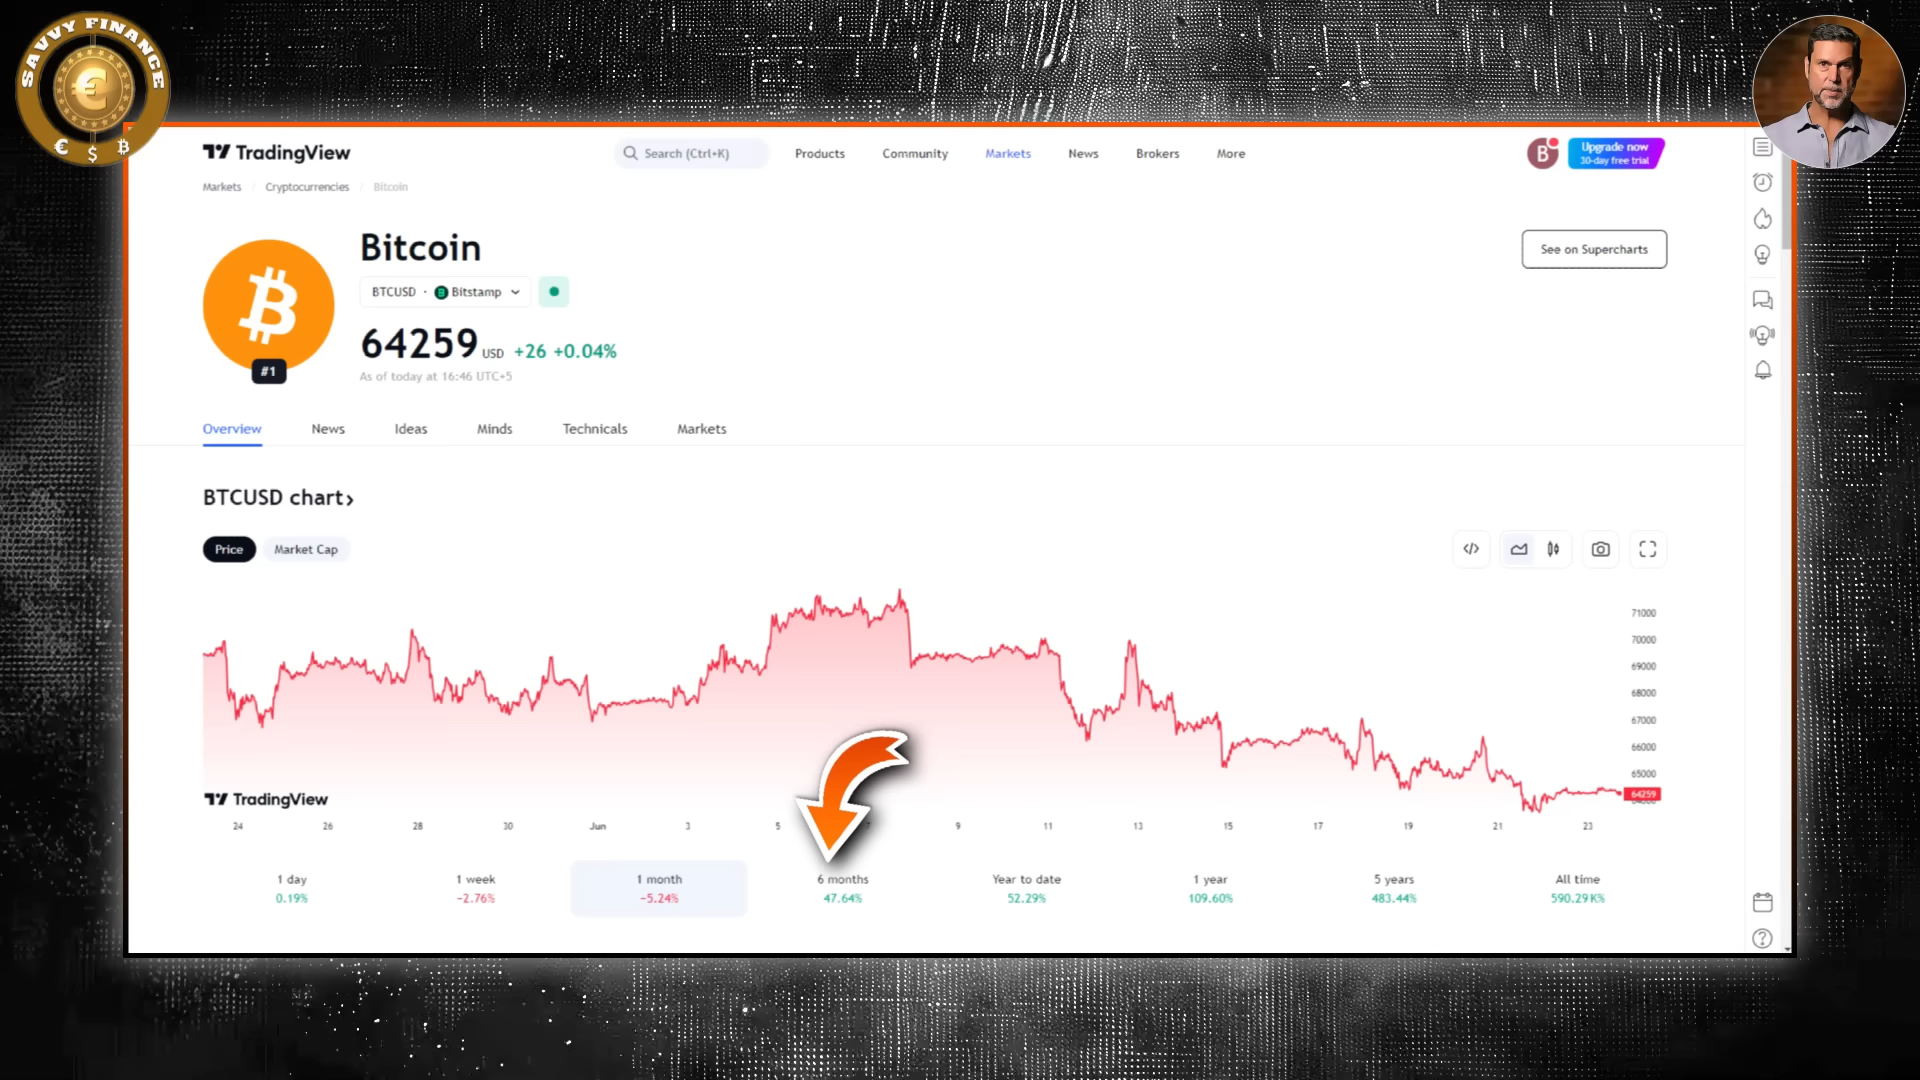 SAVVY FINANCE
€ $ ₿
TradingView
Search (Ctrl+K)
Products
Community
Markets
News
Brokers
More
B
Upgrade now
30-day free trial
Markets / Cryptocurrencies / Bitcoin
Bitcoin
See on Supercharts
BTCUSD · Bitstamp
64259 USD +26 +0.04%
#1
As of today at 16:46 UTC+5
Overview
News
Ideas
Minds
Technicals
Markets
BTCUSD chart ›
Price
Market Cap
71000
70000
69000
68000
67000
66000
65000
64259
TradingView
24
26
28
30
Jun
3
5
9
11
13
15
17
19
21
23
1 day
0.19%
1 week
−2.76%
1 month
−5.24%
6 months
47.64%
Year to date
52.29%
1 year
109.60%
5 years
483.44%
All time
590.29K%